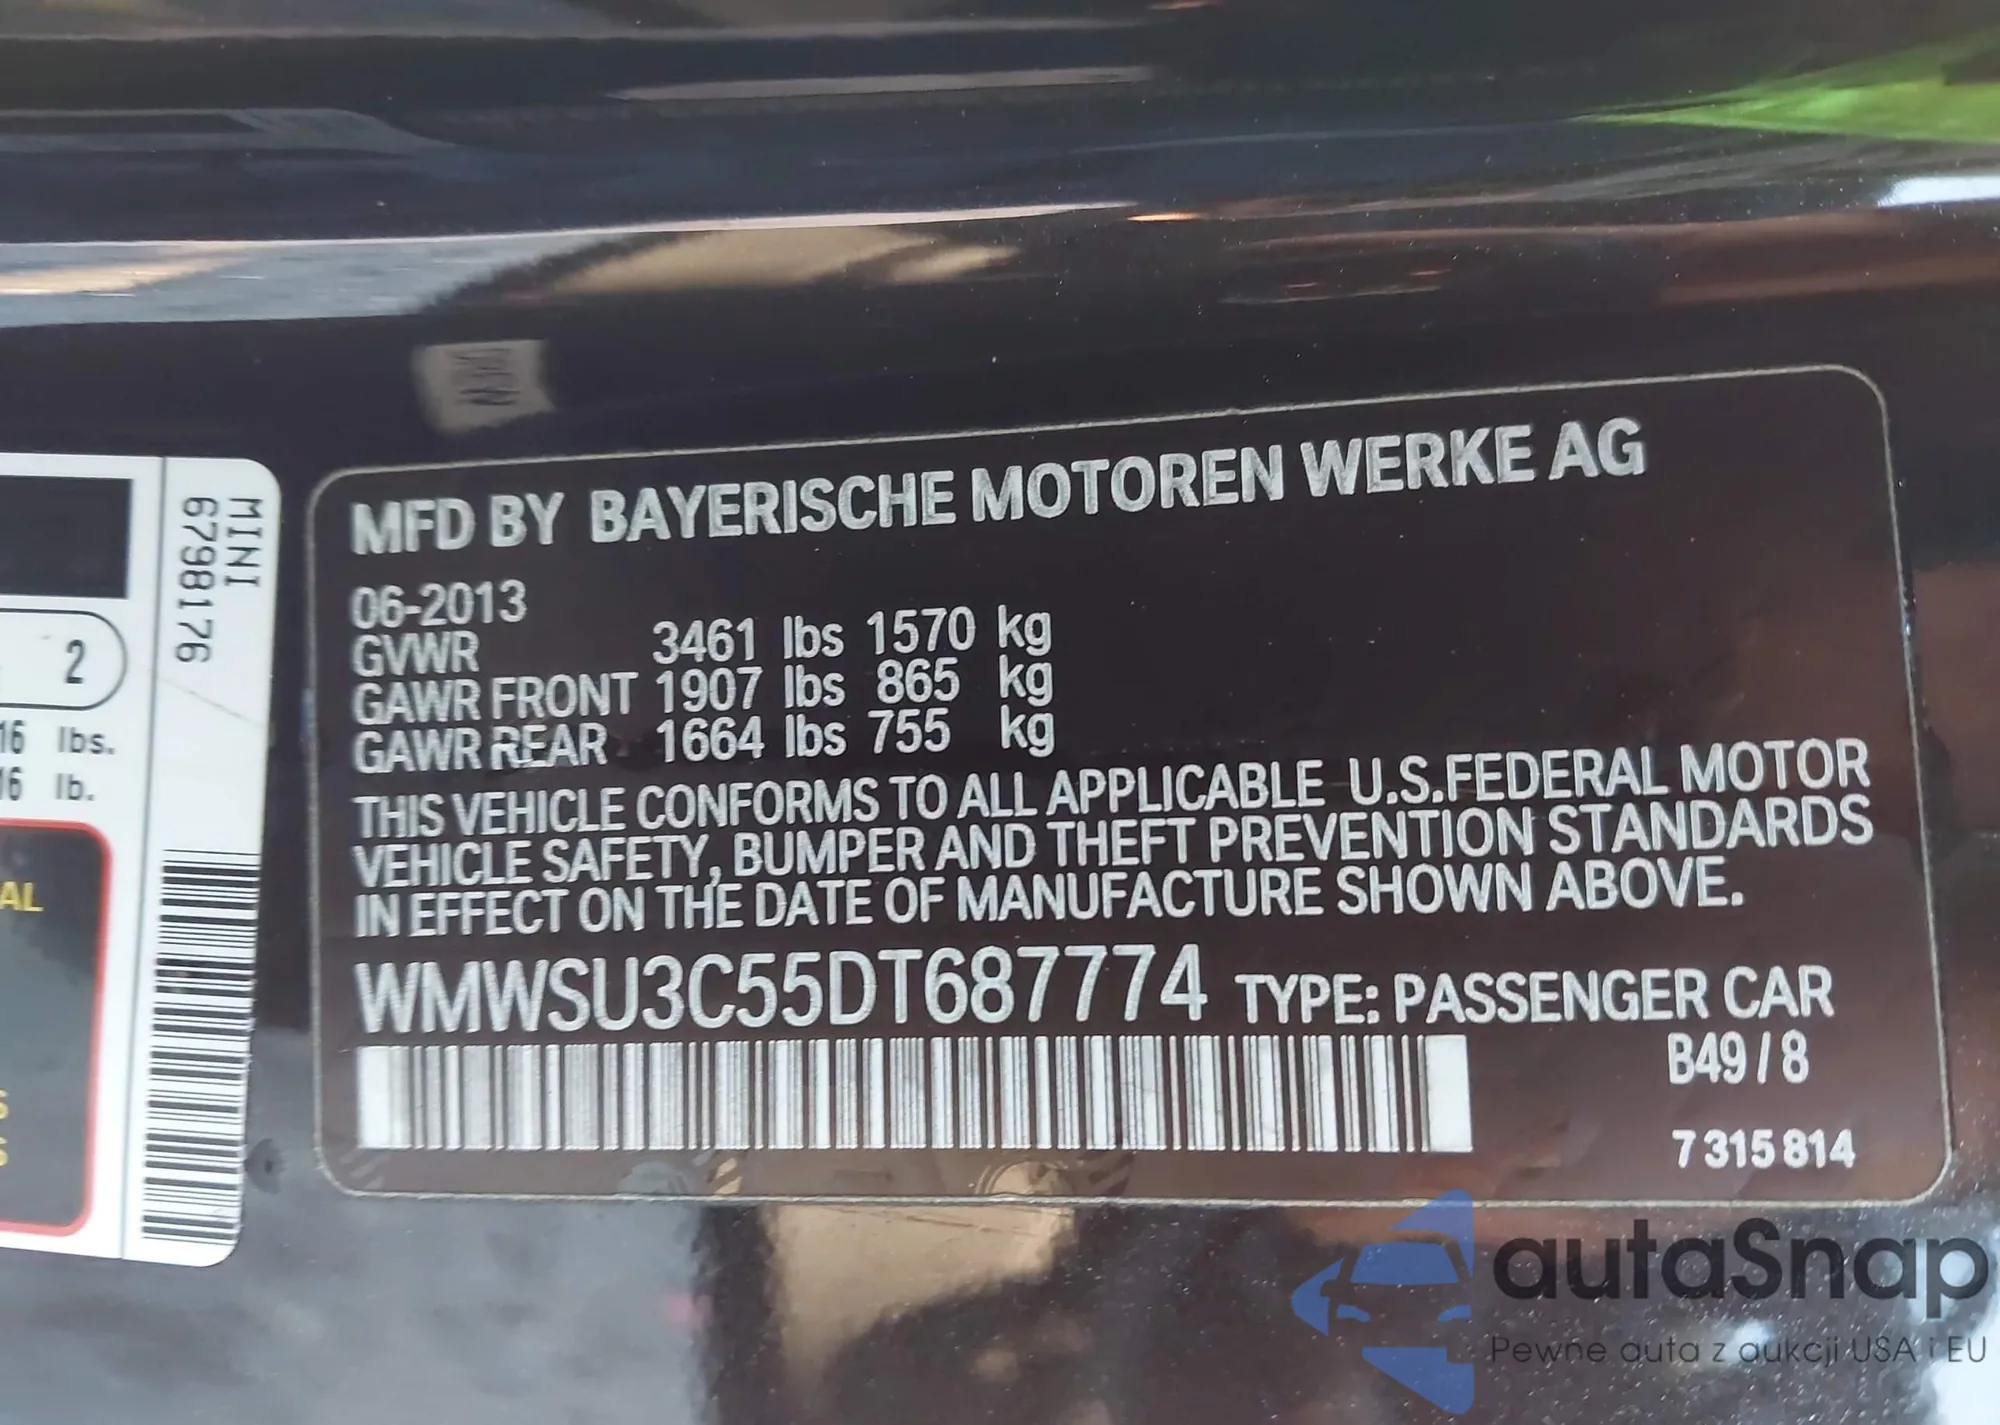 MFD BY BAYERISCHE MOTOREN WERKE AG
06-2013
GVWR 3461 lbs 1570 kg
GAWR FRONT 1907 lbs 865 kg
GAWR REAR 1664 lbs 755 kg
THIS VEHICLE CONFORMS TO ALL APPLICABLE U.S.FEDERAL MOTOR
VEHICLE SAFETY, BUMPER AND THEFT PREVENTION STANDARDS
IN EFFECT ON THE DATE OF MANUFACTURE SHOWN ABOVE.
WMWSU3C55DT687774 TYPE: PASSENGER CAR
B49 / 8
7 315 814
MINI
6798176
2
16 lbs.
16 lb.
AL
autaSnap
Pewne auta z aukcji USA i EU